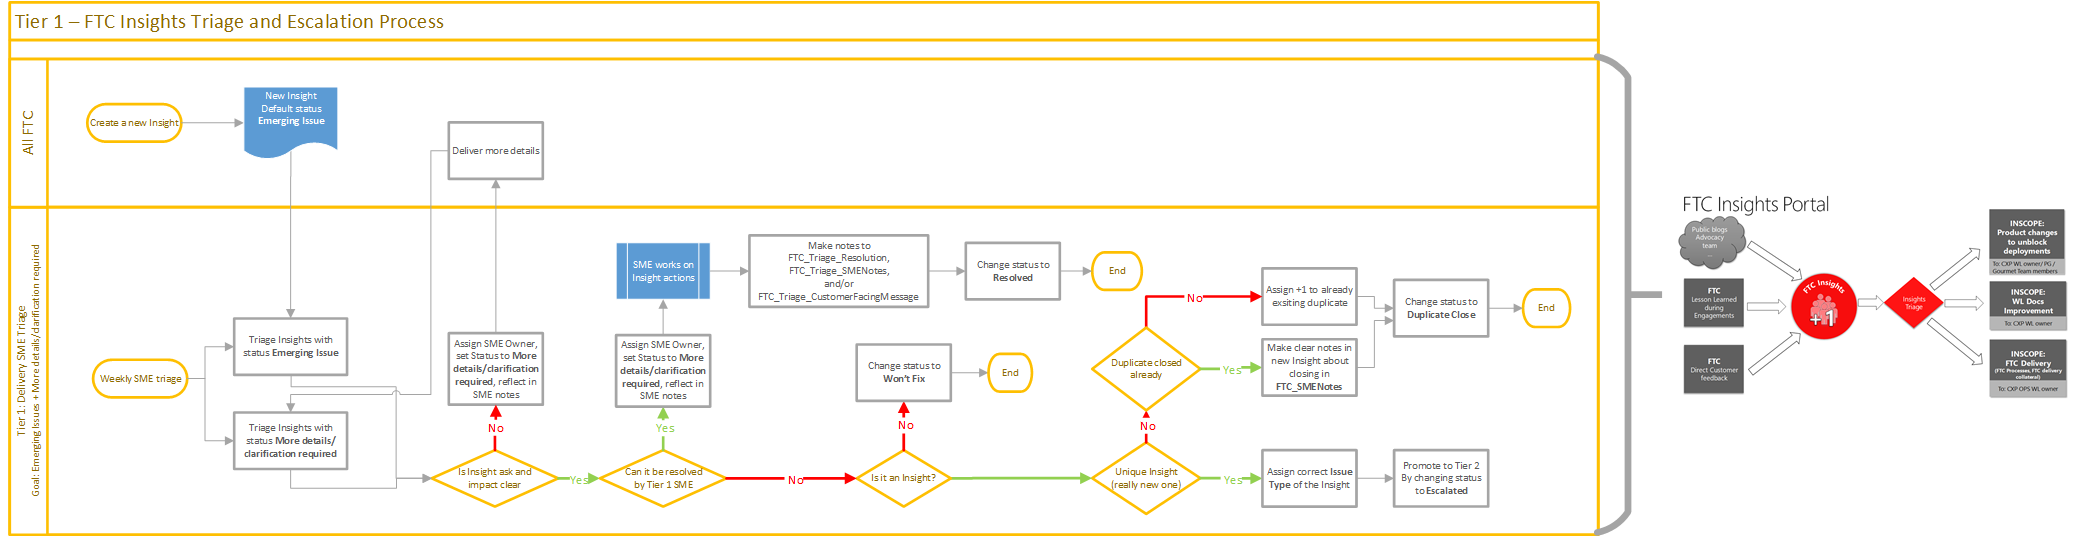 Tier 1 – FTC Insights Triage and Escalation Process
All FTC
Create a new Insight
New Insight
Default status
Emerging Issue
Deliver more details
Tier 1: Delivery SME Triage
Goal: Emerging Issues + More details/clarification required
Weekly SME triage
Triage Insights with
status Emerging Issue
Triage Insights with
status More details/
clarification required
Assign SME Owner,
set Status to More
details/clarification
required, reflect in
SME notes
No
Is Insight ask and
impact clear
Yes
SME works on
Insight actions
Assign SME Owner,
set Status to More
details/clarification
required, reflect in
SME notes
Yes
Can it be resolved
by Tier 1 SME
No
Make notes to
FTC_Triage_Resolution,
FTC_Triage_SMENotes,
and/or
FTC_Triage_CustomerFacingMessage
Change status to
Resolved
End
Change status to
Won't Fix
End
No
Is it an Insight?
Unique Insight
(really new one)
No
Duplicate closed
already
No
Yes
Assign +1 to already
exsiting duplicate
Make clear notes in
new Insight about
closing in
FTC_SMENotes
Change status to
Duplicate Close
End
Yes
Assign correct Issue
Type of the Insight
Promote to Tier 2
By changing status
to Escalated
FTC Insights Portal
Public blogs
Advocacy
team
...
FTC
Lesson Learned
during
Engagements
FTC
Direct Customer
feedback
FTC Insights
+1
Insights
Triage
INSCOPE:
Product changes
to unblock
deployments
To: CXP WL owner/ PG /
Gourmet Team members
INSCOPE:
WL Docs
Improvement
To: CXP WL owner
INSCOPE:
FTC Delivery
(FTC Processes, FTC delivery
collateral)
To: CXP OPS WL owner